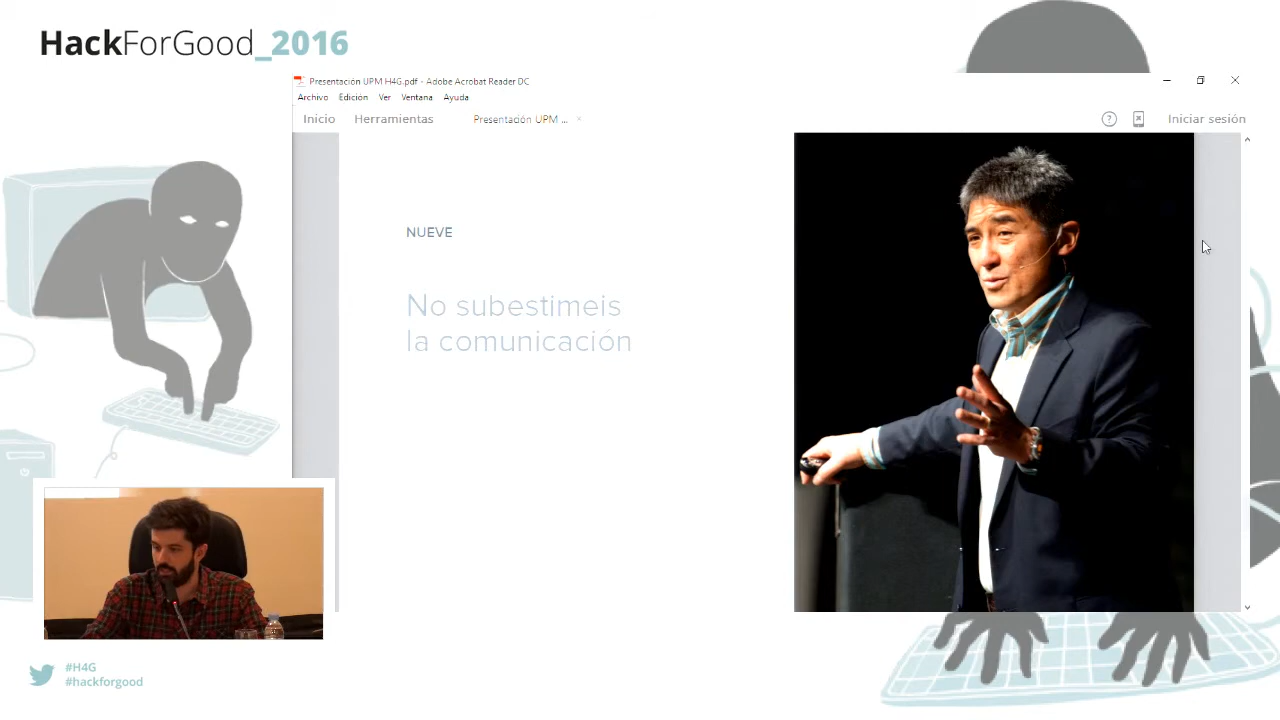 HackForGood_2016
Presentación UPM H4G.pdf - Adobe Acrobat Reader DC
Archivo Edición Ver Ventana Ayuda
Inicio Herramientas Presentación UPM ... × ? Iniciar sesión
NUEVE
No subestiméis
la comunicación
#H4G
#hackforgood